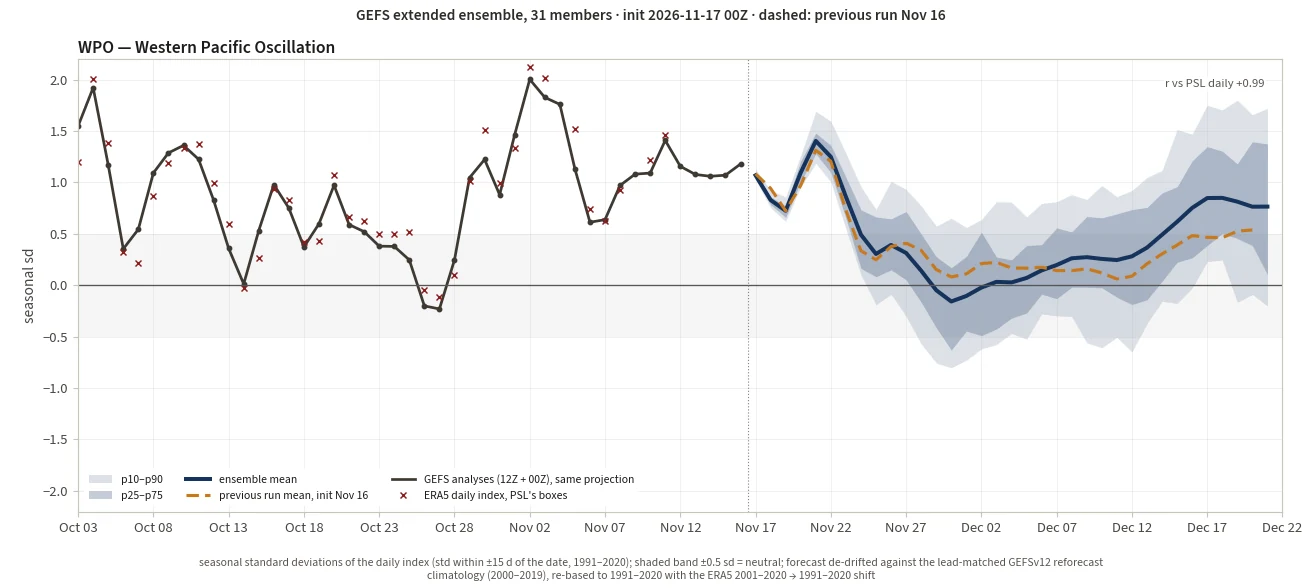 GEFS extended ensemble, 31 members · init 2026-11-17 00Z · dashed: previous run Nov 16
WPO — Western Pacific Oscillation
r vs PSL daily +0.99
seasonal sd
2.0
1.5
1.0
0.5
0.0
−0.5
−1.0
−1.5
−2.0
p10–p90
ensemble mean
GEFS analyses (12Z + 00Z), same projection
p25–p75
previous run mean, init Nov 16
ERA5 daily index, PSL's boxes
Oct 03 Oct 08 Oct 13 Oct 18 Oct 23 Oct 28 Nov 02 Nov 07 Nov 12 Nov 17 Nov 22 Nov 27 Dec 02 Dec 07 Dec 12 Dec 17 Dec 22
seasonal standard deviations of the daily index (std within ±15 d of the date, 1991–2020); shaded band ±0.5 sd = neutral; forecast de-drifted against the lead-matched GEFSv12 reforecast
climatology (2000–2019), re-based to 1991–2020 with the ERA5 2001–2020 → 1991–2020 shift